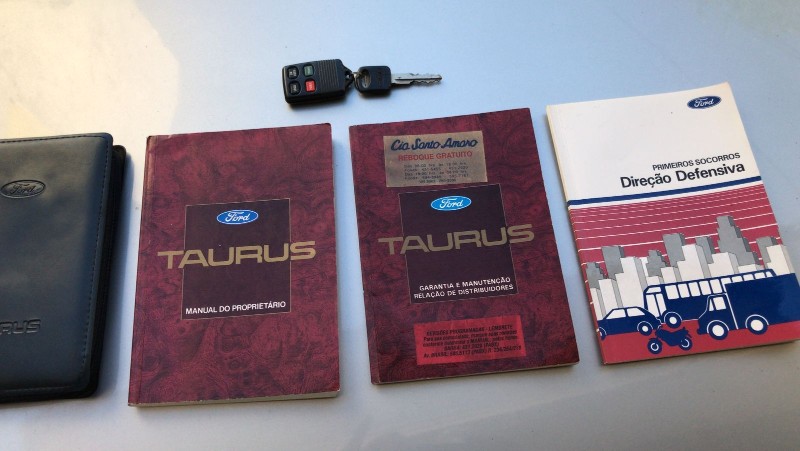 Ford
TAURUS
Ford
TAURUS
MANUAL DO PROPRIETÁRIO
Cia. Santo Amaro
REBOQUE GRATUITO
Ford
TAURUS
GARANTIA E MANUTENÇÃO
RELAÇÃO DE DISTRIBUIDORES
Ford
PRIMEIROS SOCORROS
Direção Defensiva